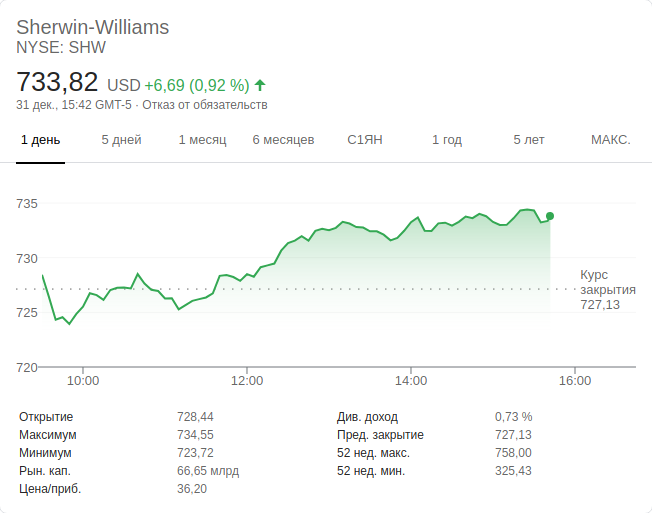 Sherwin-Williams
NYSE: SHW
733,82 USD +6,69 (0,92 %)
31 дек., 15:42 GMT-5 · Отказ от обязательств
1 день 5 дней 1 месяц 6 месяцев С1ЯН 1 год 5 лет МАКС.
735
730
Курс
закрытия
727,13
725
720
10:00 12:00 14:00 16:00
Открытие 728,44 Див. доход 0,73 %
Максимум 734,55 Пред. закрытие 727,13
Минимум 723,72 52 нед. макс. 758,00
Рын. кап. 66,65 млрд 52 нед. мин. 325,43
Цена/приб. 36,20